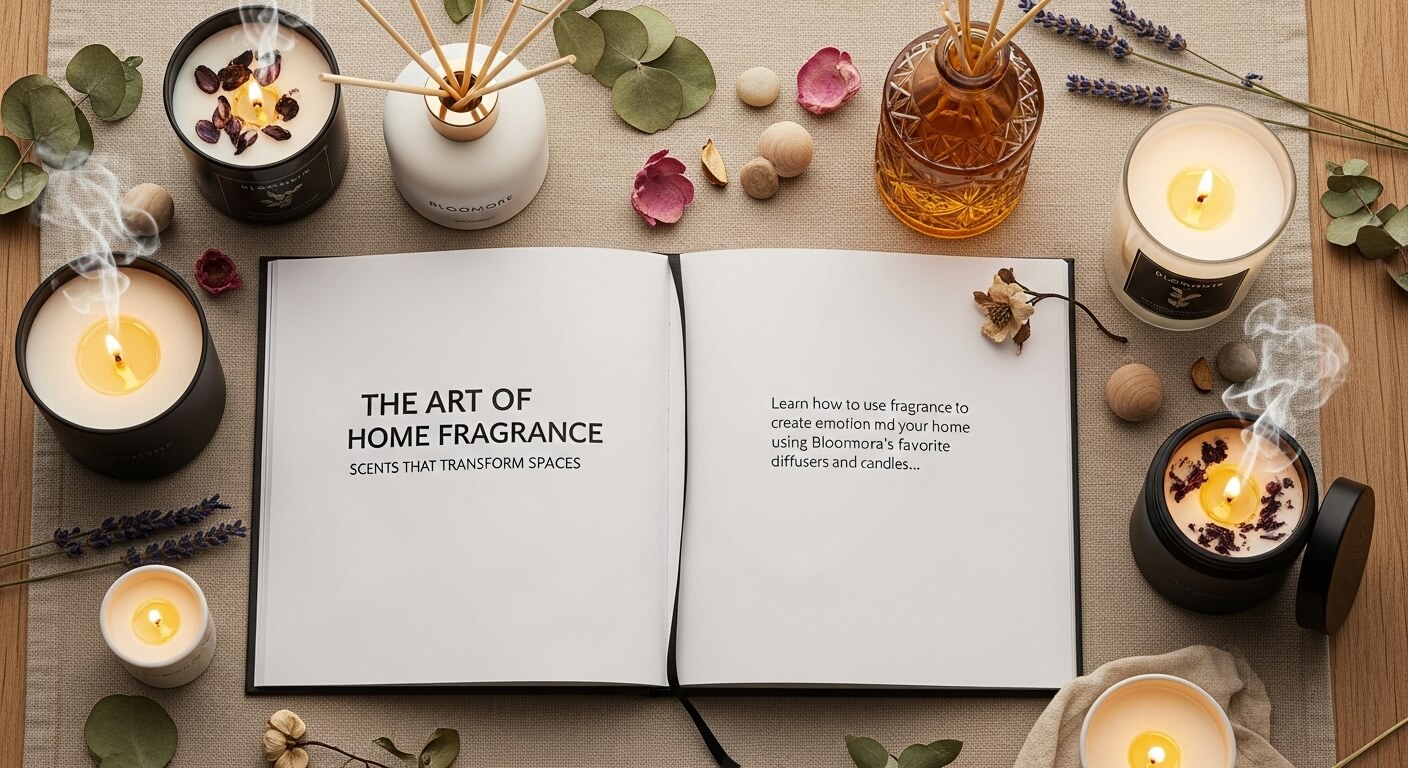 BLOOMORE
THE ART OF
HOME FRAGRANCE
SCENTS THAT TRANSFORM SPACES
Learn how to use fragrance to
create emotion md your home
using Bloomora's favorite
diffusers and candles...